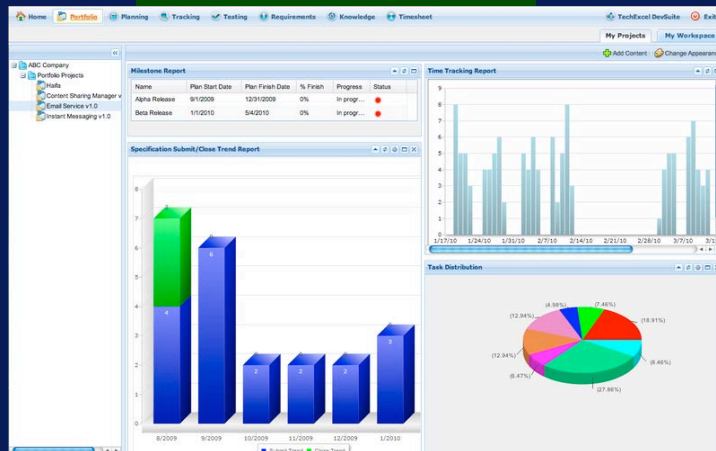 Home Portfolio Planning Tracking Testing Requirements Knowledge Timesheet TechExcel DevSuite Exit
My Projects My Workspace
Add Content Change Appearan
ABC Company
Portfolio Projects
Haifa
Content Sharing Manager v
Email Service v1.0
Instant Messaging v1.0
Milestone Report
Name Plan Start Date Plan Finish Date % Finish Progress Status
Alpha Release 9/1/2009 12/31/2009 0% In progr...
Beta Release 1/1/2010 5/4/2010 0% In progr...
Specification Submit/Close Trend Report
8
7
6
5
4
3
2
1
0
4
6
2
2
2
3
8/2009 9/2009 10/2009 11/2009 12/2009 1/2010
Submit Trend Close Trend
Time Tracking Report
9
8
7
6
5
4
3
2
1
0
1/17/10 1/24/10 1/31/10 2/7/10 2/14/10 2/21/10 2/28/10 3/7/10 3/1
Task Distribution
(4.98%) (7.46%)
(12.94%) (18.91%)
(12.94%)
(8.46%)
(6.47%)
(27.86%)